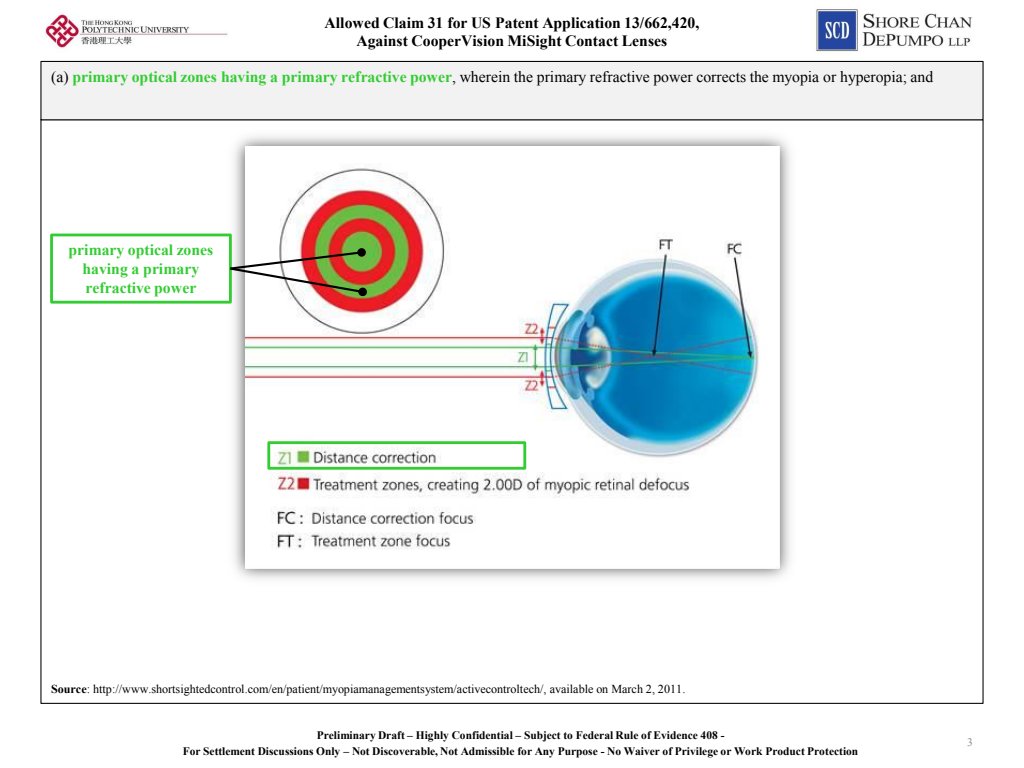 THE HONG KONG
POLYTECHNIC UNIVERSITY
香港理工大學
Allowed Claim 31 for US Patent Application 13/662,420,
Against CooperVision MiSight Contact Lenses
SCD
SHORE CHAN
DEPUMPO LLP
(a) primary optical zones having a primary refractive power, wherein the primary refractive power corrects the myopia or hyperopia; and
primary optical zones
having a primary
refractive power
FT
FC
Z2
Z1
Z2
Z1 Distance correction
Z2 Treatment zones, creating 2.00D of myopic retinal defocus
FC : Distance correction focus
FT : Treatment zone focus
Source: http://www.shortsightedcontrol.com/en/patient/myopiamanagementsystem/activecontroltech/, available on March 2, 2011.
Preliminary Draft – Highly Confidential – Subject to Federal Rule of Evidence 408 -
For Settlement Discussions Only – Not Discoverable, Not Admissible for Any Purpose - No Waiver of Privilege or Work Product Protection
3